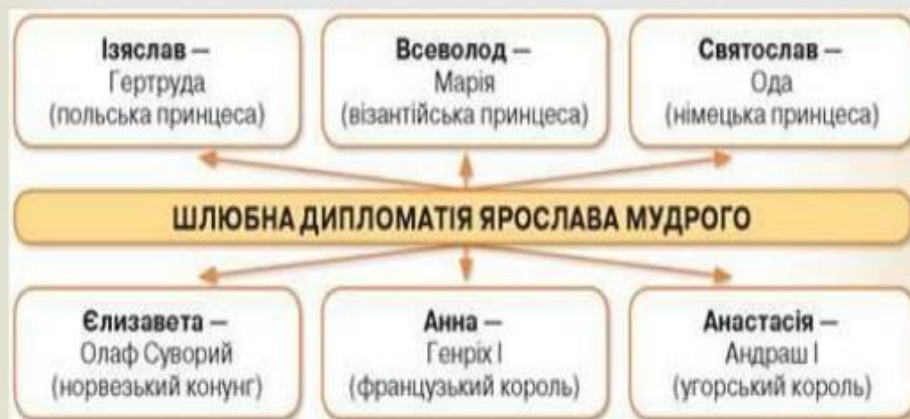 Ізяслав —
Гертруда
(польська принцеса)
Всеволод —
Марія
(візантійська принцеса)
Святослав —
Ода
(німецька принцеса)
ШЛЮБНА ДИПЛОМАТІЯ ЯРОСЛАВА МУДРОГО
Єлизавета —
Олаф Суворий
(норвезький конунг)
Анна —
Генріх І
(французький король)
Анастасія —
Андраш І
(угорський король)